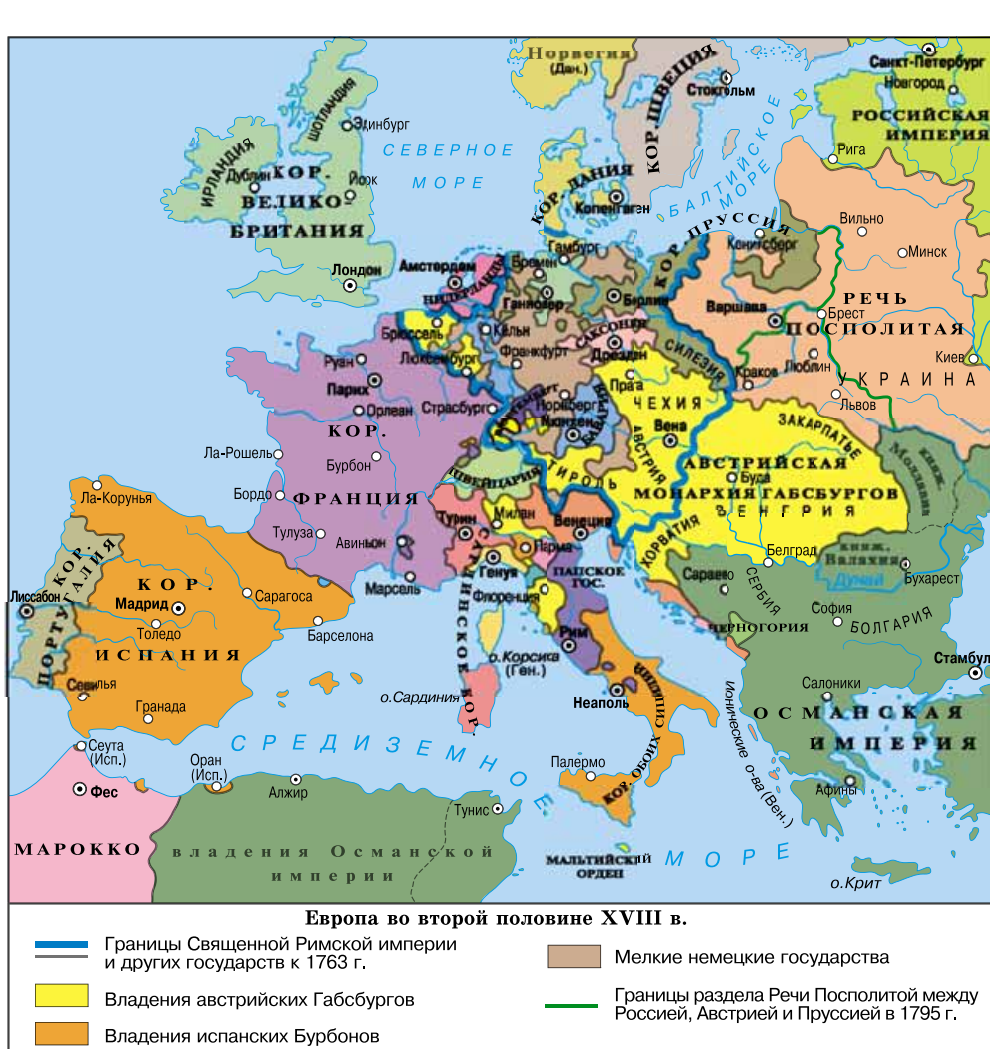 Норвегия
(Дан.)
КОР. ШВЕЦИЯ
Стокгольм
Санкт-Петербург
Новгород
РОССИЙСКАЯ
ИМПЕРИЯ
Рига
ШОТЛАНДИЯ
Эдинбург
ИРЛАНДИЯ
Дублин
КОР.
ВЕЛИКО-
БРИТАНИЯ
Йорк
Лондон
СЕВЕРНОЕ
МОРЕ
БАЛТИЙСКОЕ
МОРЕ
КОР. ДАНИЯ
Копенгаген
КОР. ПРУССИЯ
Кенигсберг
Вильно
Минск
Гамбург
Бремен
Амстердам
НИДЕРЛАНДЫ
Ганновер
Берлин
Варшава
РЕЧЬ
ПОСПОЛИТАЯ
Брест
Брюссель
Кёльн
САКСОНИЯ
Дрезден
СИЛЕЗИЯ
Люблин
Киев
УКРАИНА
Львов
Краков
Руан
Люксембург
Франкфурт
Париж
Прага
ЧЕХИЯ
Орлеан
Страсбург
Нюрнберг
Мюнхен
БАВАРИЯ
Вена
АВСТРИЯ
ЗАКАРПАТЬЕ
княж.
Молдавия
КОР.
ФРАНЦИЯ
Ла-Рошель
Бурбон
Бордо
Тулуза
Авиньон
Марсель
ШВЕЙЦАРИЯ
ТИРОЛЬ
АВСТРИЙСКАЯ
МОНАРХИЯ ГАБСБУРГОВ
Буда
ВЕНГРИЯ
Ла-Корунья
Турин
Милан
Венеция
ХОРВАТИЯ
Белград
княж.
Валахия
Дунай
Бухарест
Парма
Генуя
САРДИНСКОЕ КОР.
ПАПСКОЕ
ГОС.
Флоренция
Сараево
СЕРБИЯ
София
БОЛГАРИЯ
ЧЕРНОГОРИЯ
КОР.
ПОРТУГАЛИЯ
Лиссабон
КОР.
ИСПАНИЯ
Мадрид
Толедо
Сарагоса
Барселона
Севилья
Гранада
Рим
о.Корсика
(Ген.)
о.Сардиния
Неаполь
КОР. ОБОИХ СИЦИЛИЙ
Палермо
Стамбул
Салоники
ОСМАНСКАЯ
ИМПЕРИЯ
Ионические о-ва (Вен.)
Афины
Сеута
(Исп.)
Фес
Оран
(Исп.)
Алжир
Тунис
СРЕДИЗЕМНОЕ
МОРЕ
МАРОККО
владения Османской
империи
МАЛЬТИЙСКИЙ
ОРДЕН
о.Крит
Европа во второй половине XVIII в.
Границы Священной Римской империи
и других государств к 1763 г.
Владения австрийских Габсбургов
Владения испанских Бурбонов
Мелкие немецкие государства
Границы раздела Речи Посполитой между
Россией, Австрией и Пруссией в 1795 г.